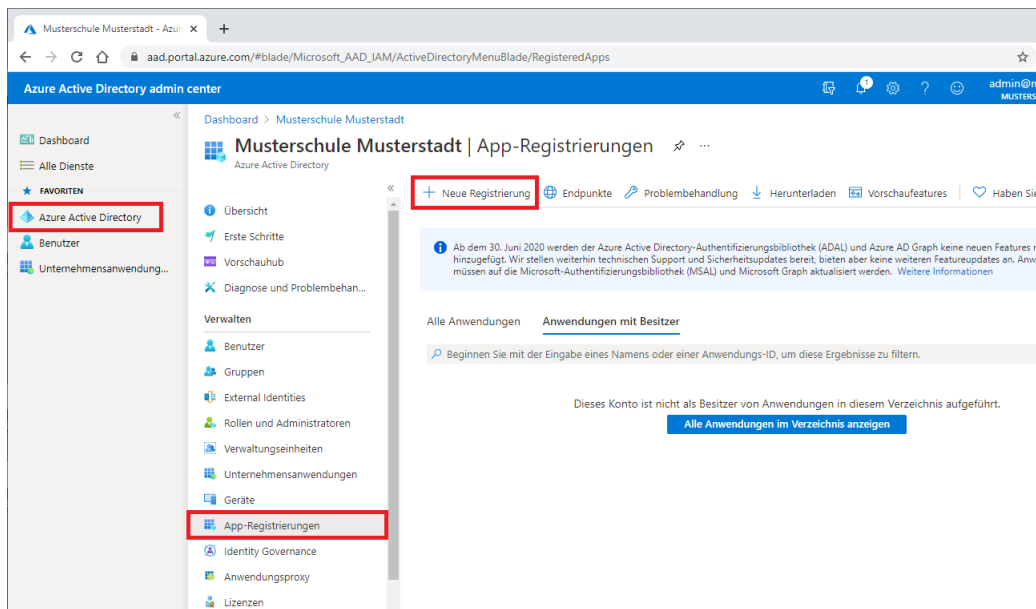 Musterschule Musterstadt - Azur
aad.portal.azure.com/#blade/Microsoft_AAD_IAM/ActiveDirectoryMenuBlade/RegisteredApps
Azure Active Directory admin center
1
admin@m
MUSTERS
Dashboard
Alle Dienste
FAVORITEN
Azure Active Directory
Benutzer
Unternehmensanwendung...
Dashboard > Musterschule Musterstadt
Musterschule Musterstadt | App-Registrierungen
Azure Active Directory
Übersicht
Erste Schritte
Vorschauhub
Diagnose und Problembehan...
Verwalten
Benutzer
Gruppen
External Identities
Rollen und Administratoren
Verwaltungseinheiten
Unternehmensanwendungen
Geräte
App-Registrierungen
Identity Governance
Anwendungsproxy
Lizenzen
Neue Registrierung Endpunkte Problembehandlung Herunterladen Vorschaufeatures Haben Sie
Ab dem 30. Juni 2020 werden der Azure Active Directory-Authentifizierungsbibliothek (ADAL) und Azure AD Graph keine neuen Features
hinzugefügt. Wir stellen weiterhin technischen Support und Sicherheitsupdates bereit, bieten aber keine weiteren Featureupdates an. Anw
müssen auf die Microsoft-Authentifizierungsbibliothek (MSAL) und Microsoft Graph aktualisiert werden. Weitere Informationen
Alle Anwendungen Anwendungen mit Besitzer
Beginnen Sie mit der Eingabe eines Namens oder einer Anwendungs-ID, um diese Ergebnisse zu filtern.
Dieses Konto ist nicht als Besitzer von Anwendungen in diesem Verzeichnis aufgeführt.
Alle Anwendungen im Verzeichnis anzeigen